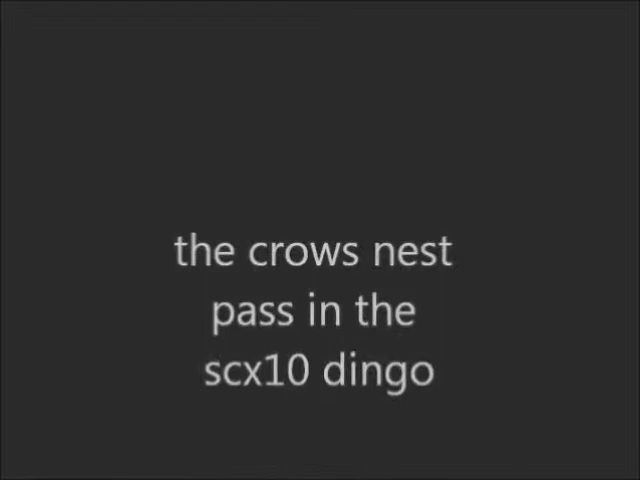 the crows nest
pass in the
scx10 dingo